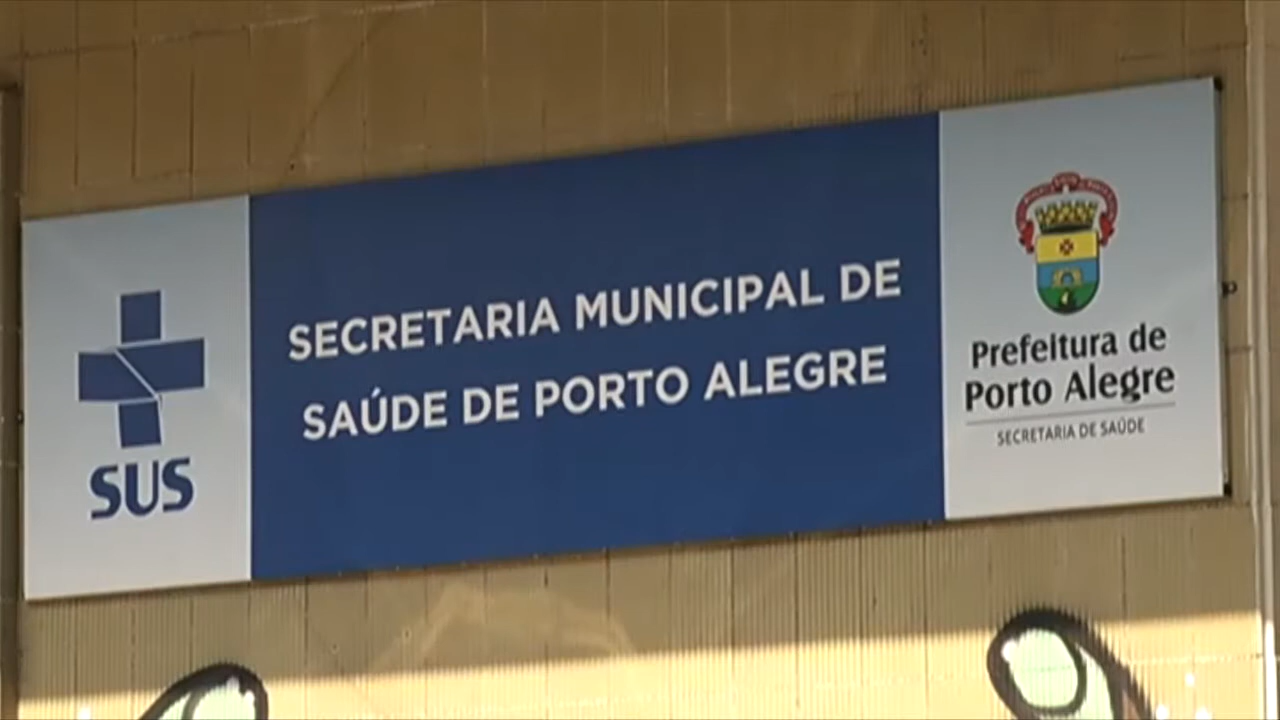 SUS
SECRETARIA MUNICIPAL DE
SAÚDE DE PORTO ALEGRE
Prefeitura de
Porto Alegre
SECRETARIA DE SAÚDE